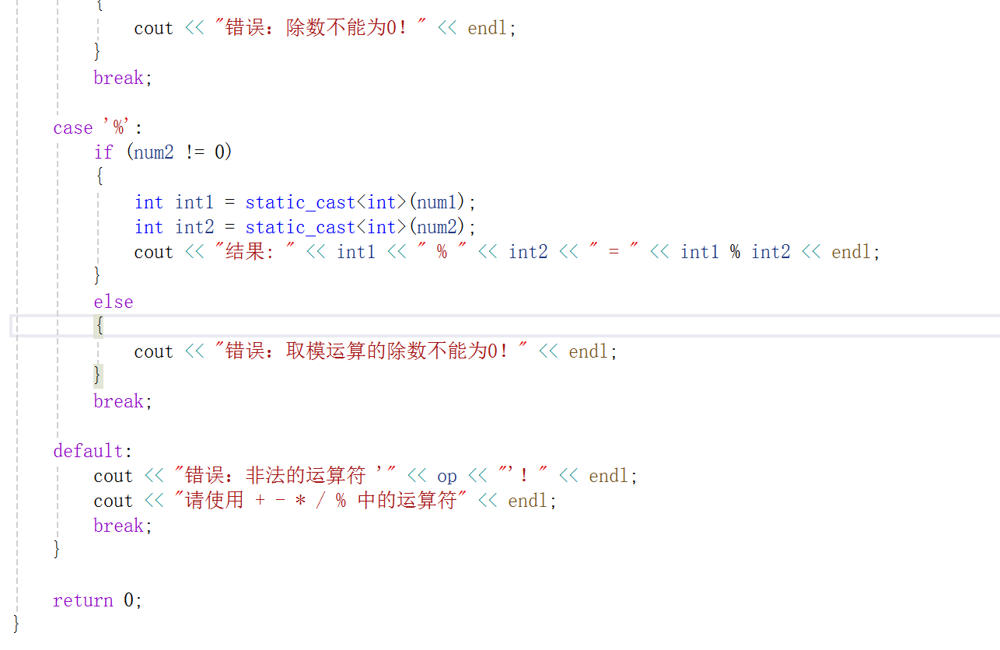 {
cout << "错误：除数不能为0！" << endl;
}
break;
case '%':
if (num2 != 0)
{
int int1 = static_cast<int>(num1);
int int2 = static_cast<int>(num2);
cout << "结果: " << int1 << " % " << int2 << " = " << int1 % int2 << endl;
}
else
{
cout << "错误：取模运算的除数不能为0！" << endl;
}
break;
default:
cout << "错误：非法的运算符 '" << op << "'！" << endl;
cout << "请使用 + - * / % 中的运算符" << endl;
break;
}
return 0;
}